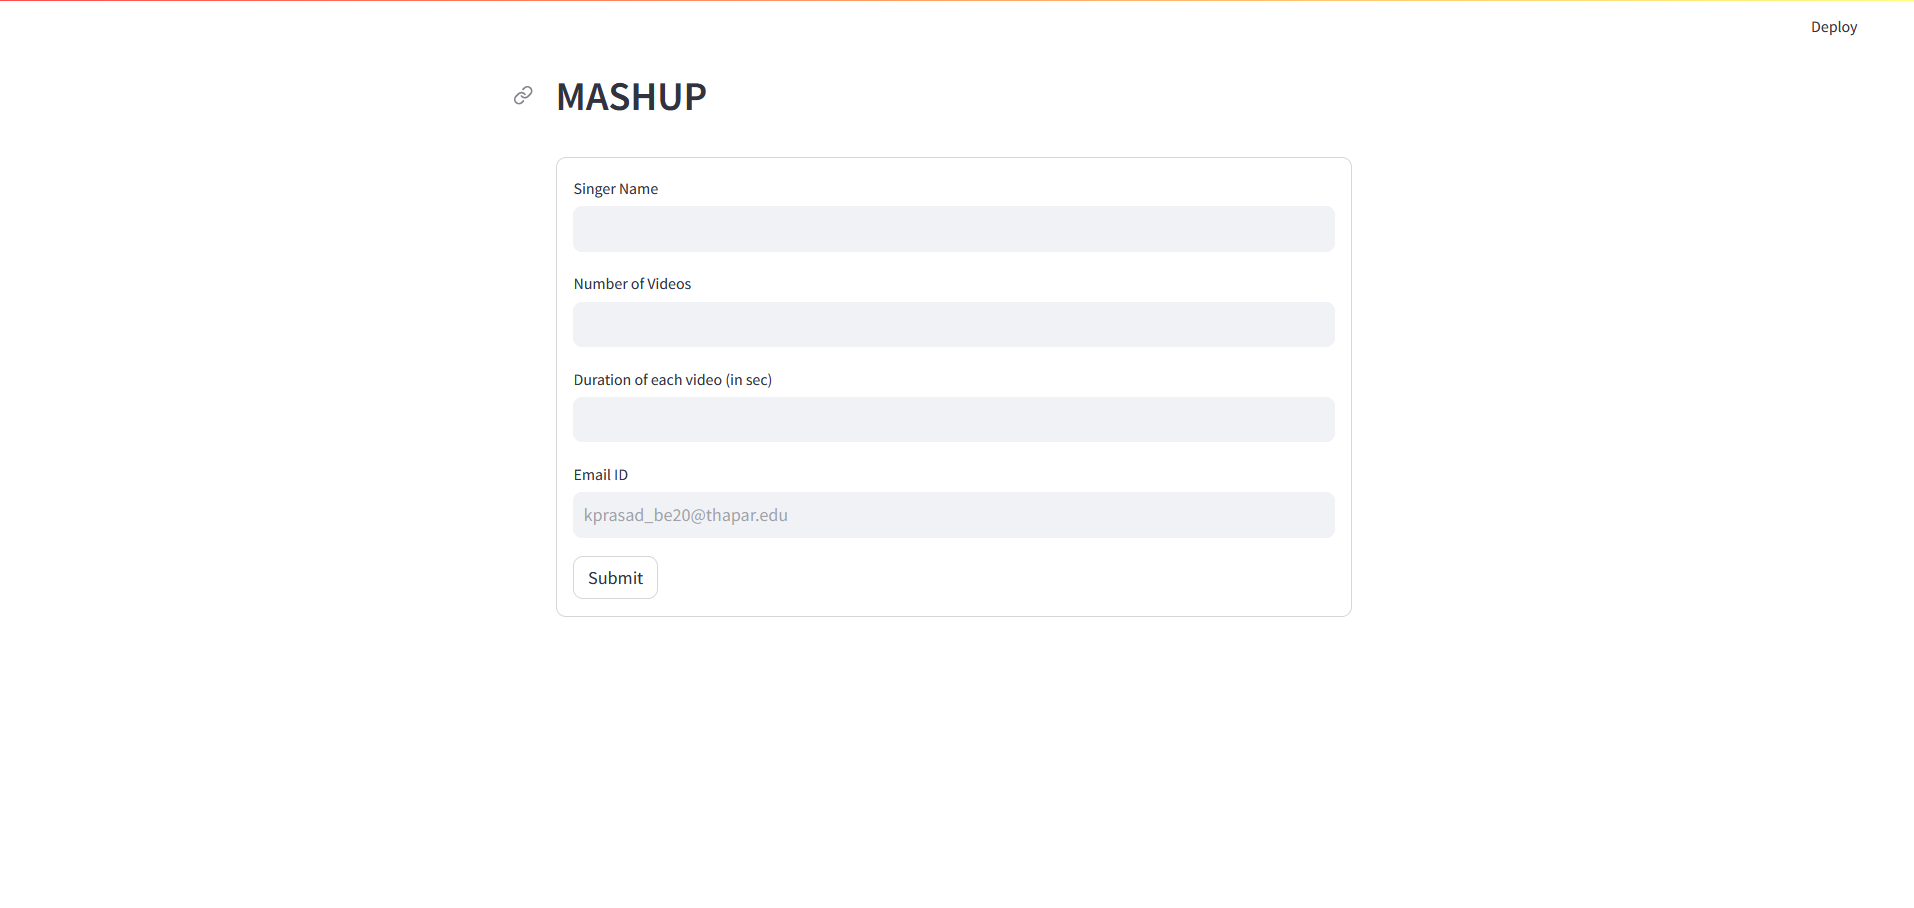 Deploy
MASHUP
Singer Name
Number of Videos
Duration of each video (in sec)
Email ID
kprasad_be20@thapar.edu
Submit